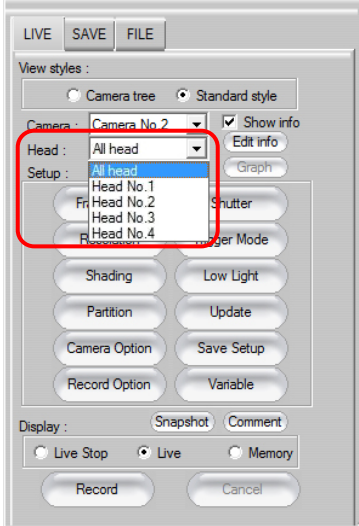 LIVE SAVE FILE
View styles :
Camera tree Standard style
Camera : Camera No.2 Show info
Head : All head Edit info
Setup : All head Graph
Head No.1
Head No.2 Shutter
Head No.3
Head No.4 Mode
Shading Low Light
Partition Update
Camera Option Save Setup
Record Option Variable
Display : Snapshot Comment
Live Stop Live Memory
Record Cancel